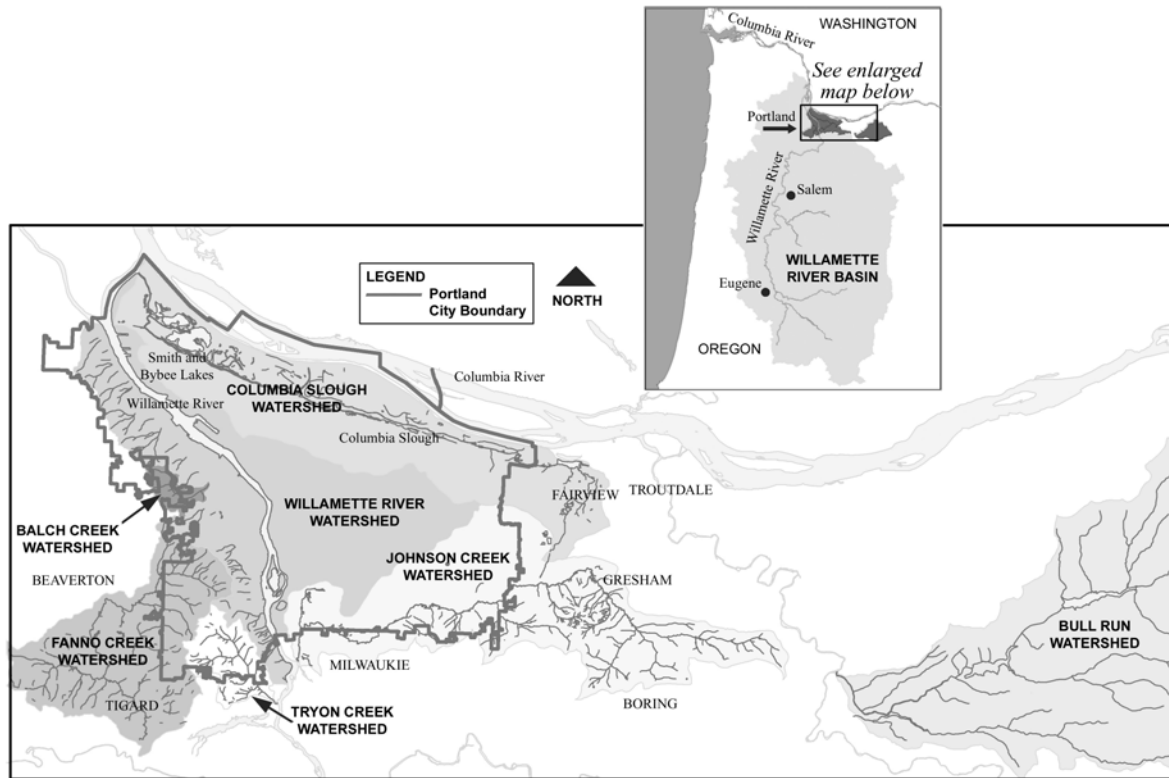 Columbia River
WASHINGTON
See enlarged
map below
Portland
Willamette River
Salem
WILLAMETTE
RIVER BASIN
Eugene
OREGON
LEGEND
Portland
City Boundary
NORTH
Smith and
Bybee Lakes
COLUMBIA SLOUGH
WATERSHED
Columbia River
Willamette River
Columbia Slough
WILLAMETTE RIVER
WATERSHED
FAIRVIEW
TROUTDALE
BALCH CREEK
WATERSHED
JOHNSON CREEK
WATERSHED
BEAVERTON
GRESHAM
FANNO CREEK
WATERSHED
MILWAUKIE
BULL RUN
WATERSHED
TIGARD
TRYON CREEK
WATERSHED
BORING